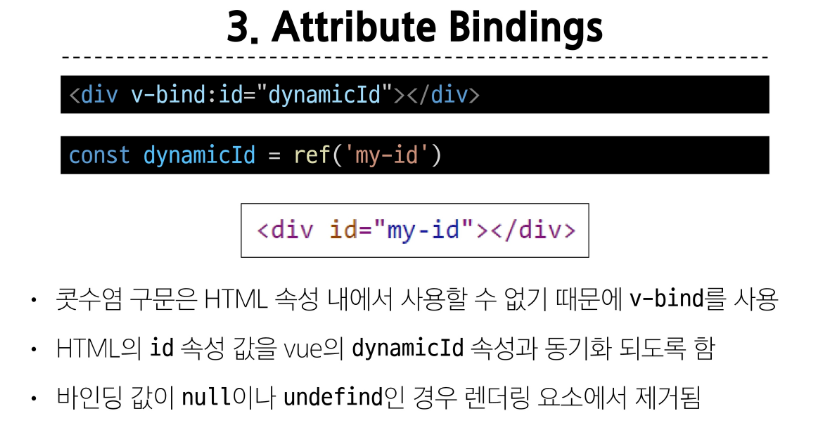 3. Attribute Bindings
<div v-bind:id="dynamicId"></div>
const dynamicId = ref('my-id')
<div id="my-id"></div>
• 콧수염 구문은 HTML 속성 내에서 사용할 수 없기 때문에 v-bind를 사용
• HTML의 id 속성 값을 vue의 dynamicId 속성과 동기화 되도록 함
• 바인딩 값이 null이나 undefind인 경우 렌더링 요소에서 제거됨